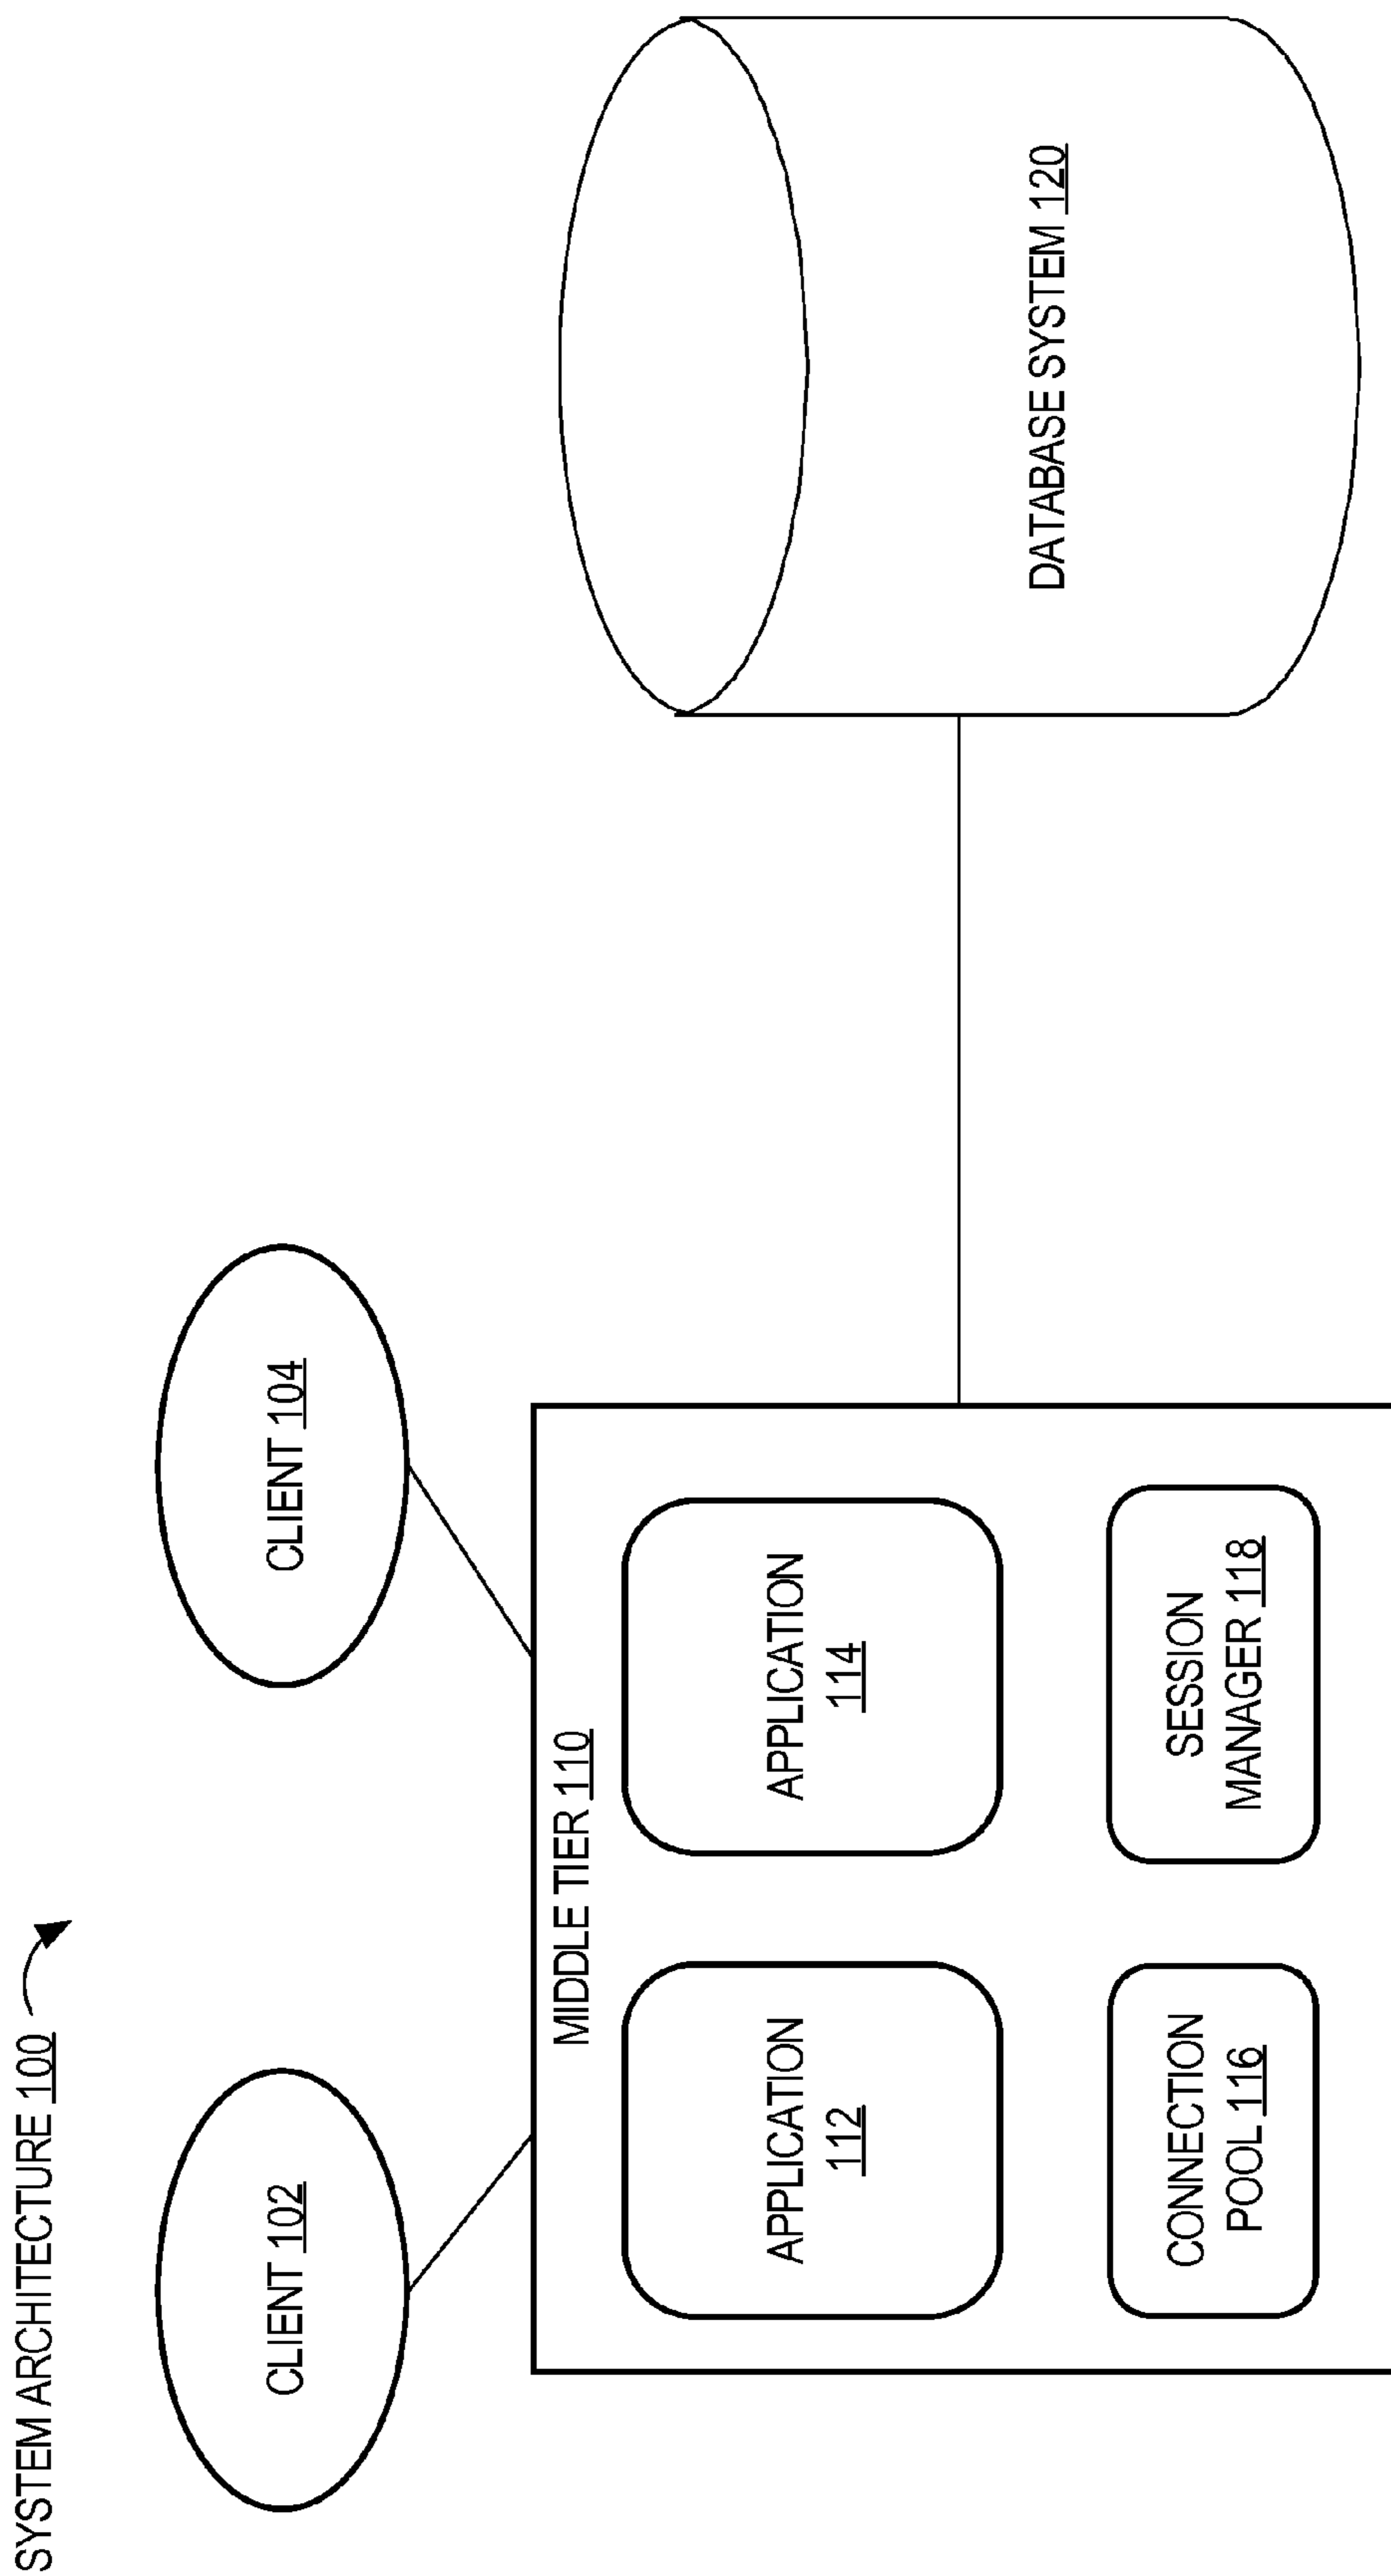 SYSTEM ARCHITECTURE 100
CLIENT 102
CLIENT 104
MIDDLE TIER 110
APPLICATION
112
APPLICATION
114
CONNECTION
POOL 116
SESSION
MANAGER 118
DATABASE SYSTEM 120